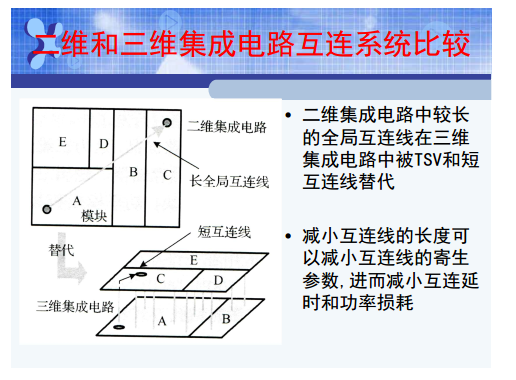 二维和三维集成电路互连系统比较
E
D
二维集成电路
B
C
长全局互连线
A
模块
替代
短互连线
E
C
D
三维集成电路
A
B
• 二维集成电路中较长
的全局互连线在三维
集成电路中被TSV和短
互连线替代
• 减小互连线的长度可
以减小互连线的寄生
参数,进而减小互连延
时和功率损耗